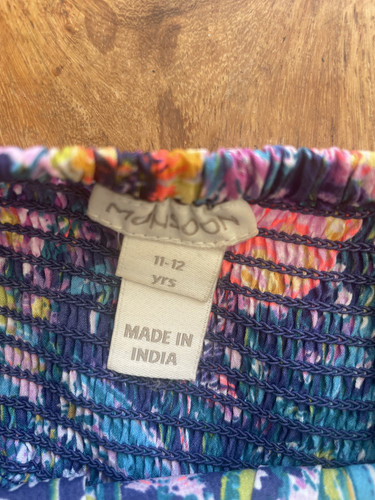 MONSOON
11-12
yrs
MADE IN
INDIA